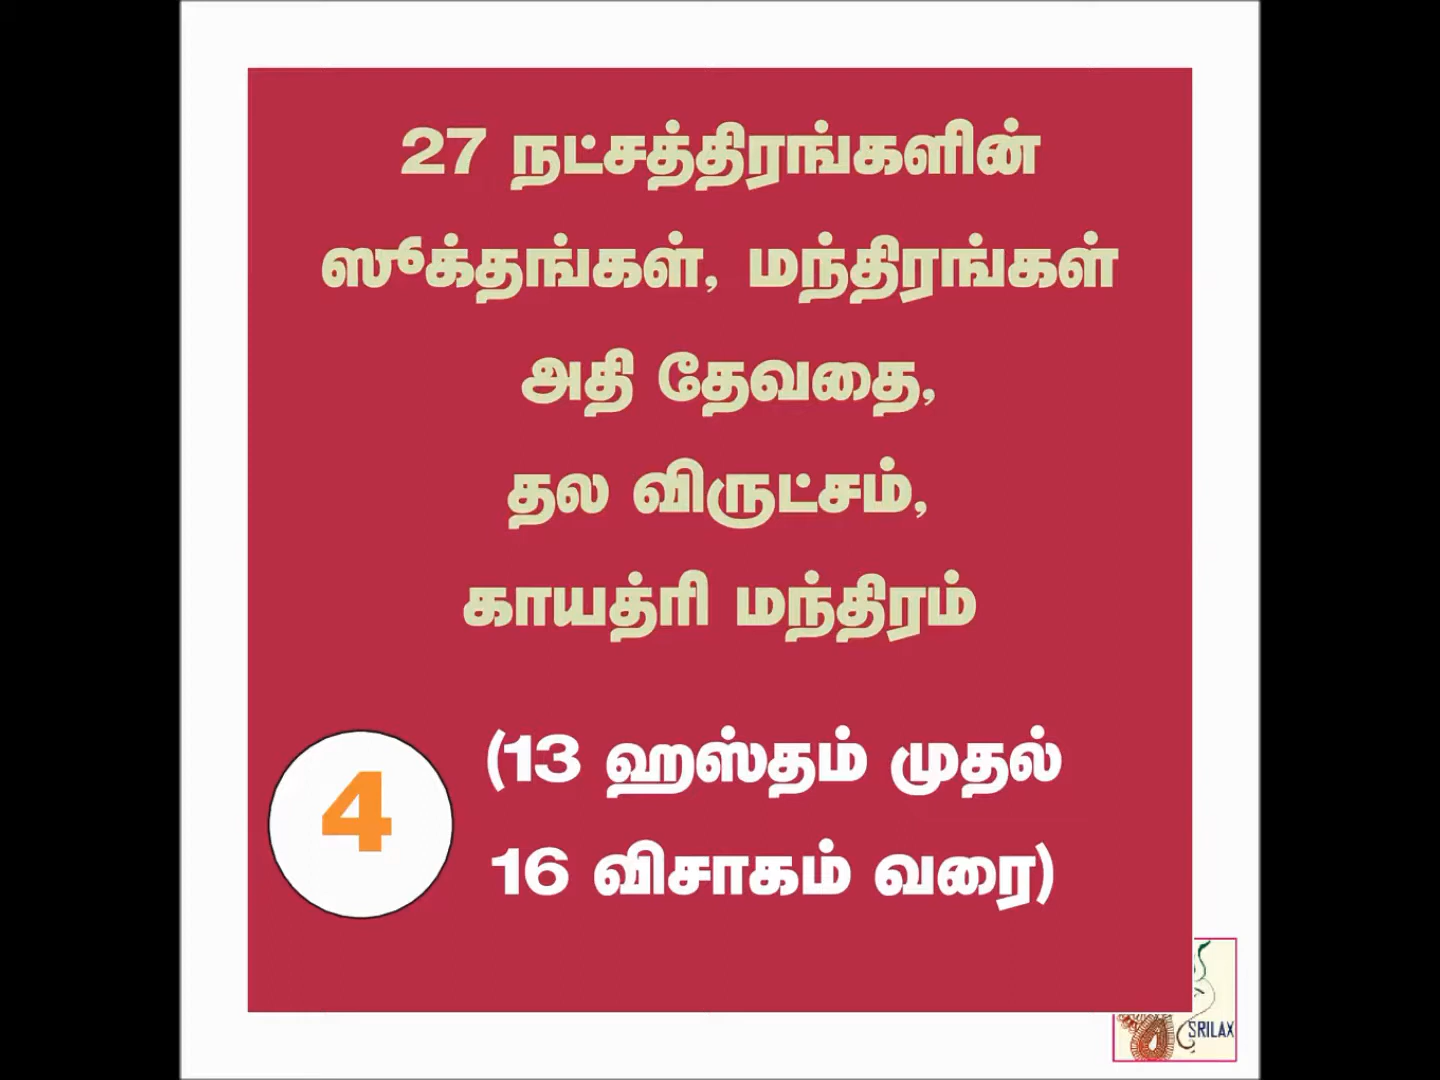 27 நட்சத்திரங்களின்
ஸூக்தங்கள், மந்திரங்கள்
அதி தேவதை,
தல விருட்சம்,
காயத்ரி மந்திரம்
4
(13 ஹஸ்தம் முதல்
16 விசாகம் வரை)
SRILAX